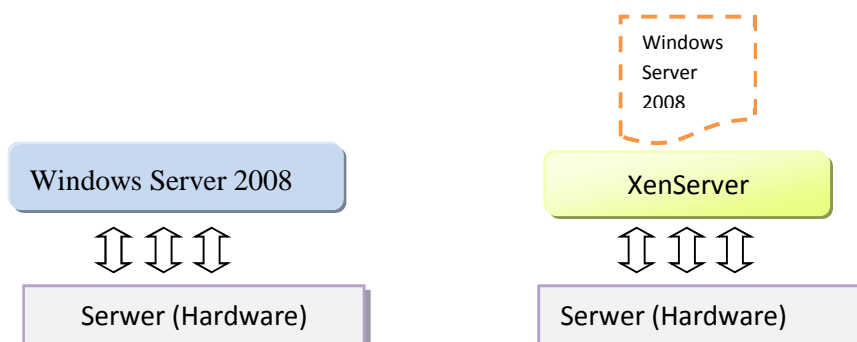 Windows
Server
2008
Windows Server 2008
XenServer
Serwer (Hardware)
Serwer (Hardware)